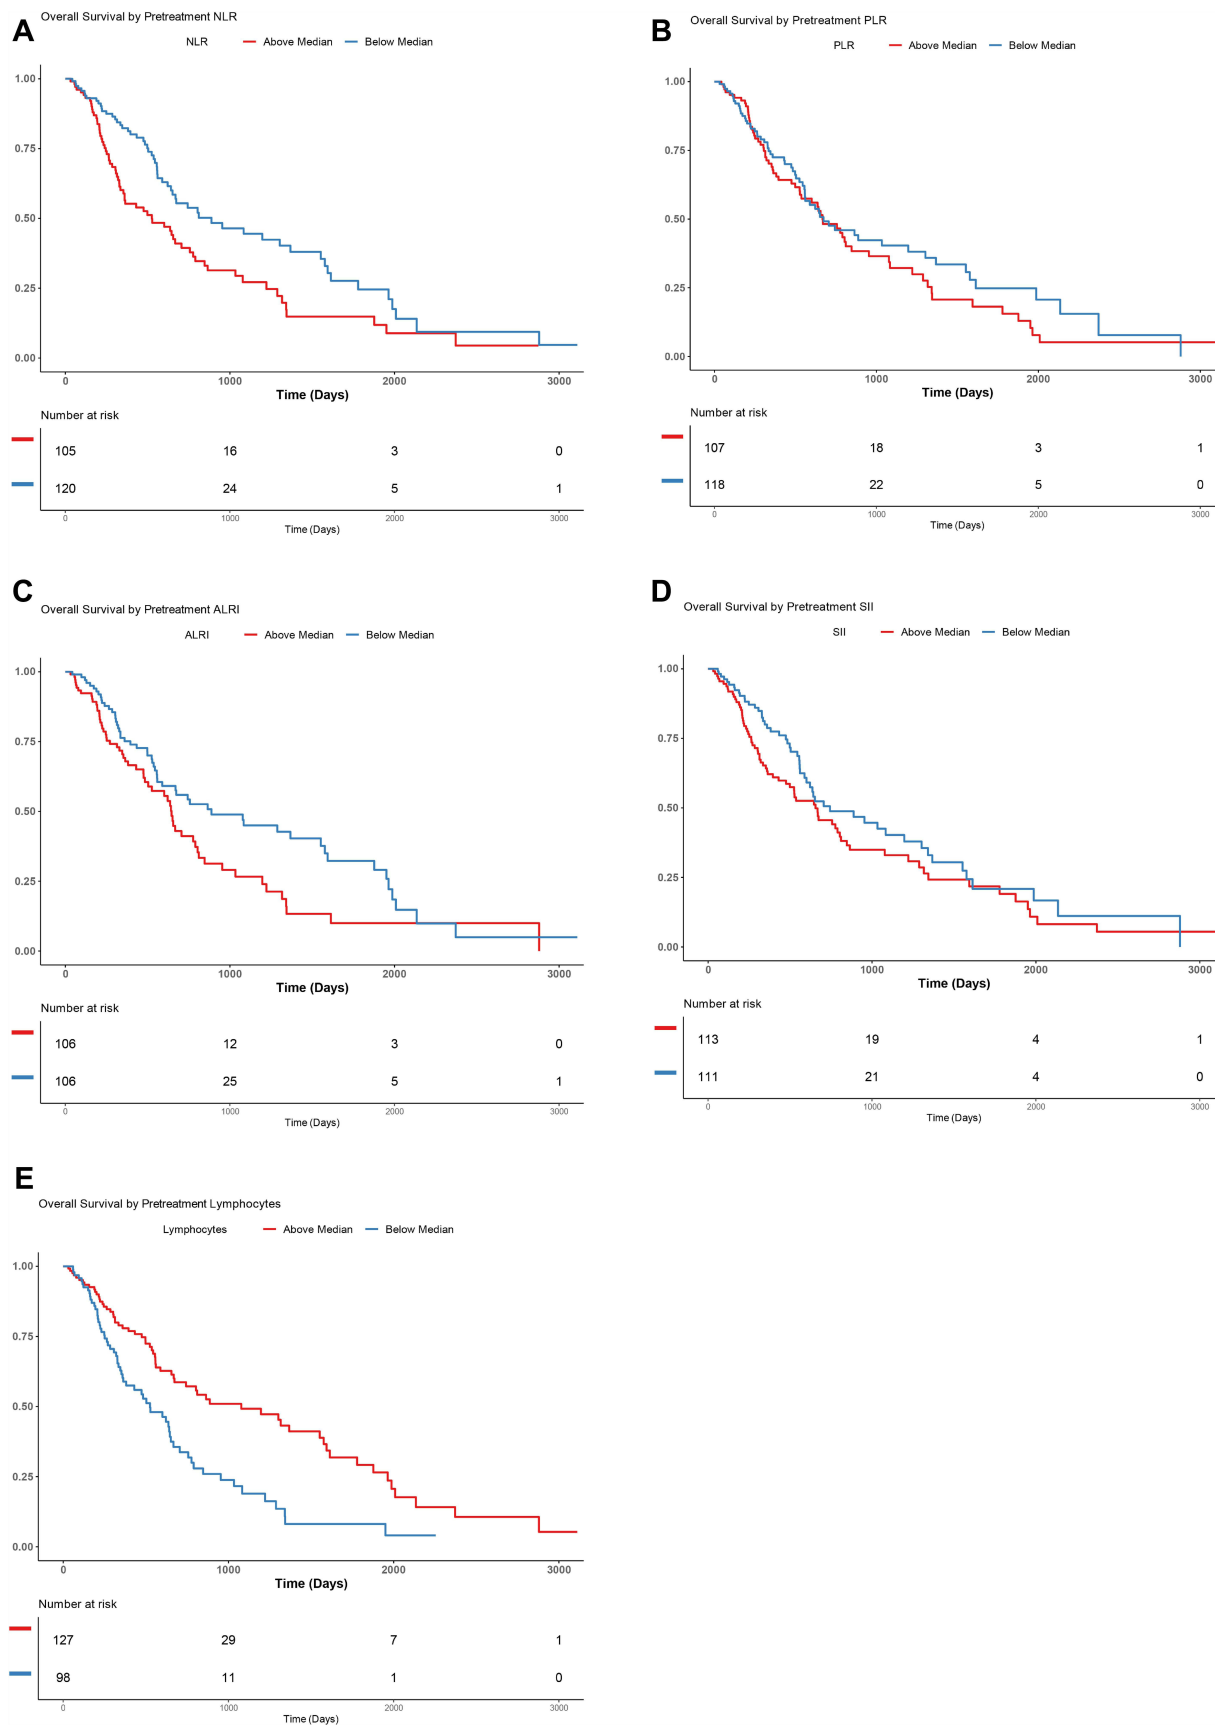 A
Overall Survival by Pretreatment NLR
NLR Above Median Below Median
1.00
0.75
0.50
0.25
0.00
0 1000 2000 3000
Time (Days)
Number at risk
105 16 3 0
120 24 5 1
0 1000 2000 3000
Time (Days)
B
Overall Survival by Pretreatment PLR
PLR Above Median Below Median
1.00
0.75
0.50
0.25
0.00
0 1000 2000 3000
Time (Days)
Number at risk
107 18 3 1
118 22 5 0
0 1000 2000 3000
Time (Days)
C
Overall Survival by Pretreatment ALRI
ALRI Above Median Below Median
1.00
0.75
0.50
0.25
0.00
0 1000 2000 3000
Time (Days)
Number at risk
106 12 3 0
106 25 5 1
0 1000 2000 3000
Time (Days)
D
Overall Survival by Pretreatment SII
SII Above Median Below Median
1.00
0.75
0.50
0.25
0.00
0 1000 2000 3000
Time (Days)
Number at risk
113 19 4 1
111 21 4 0
0 1000 2000 3000
Time (Days)
E
Overall Survival by Pretreatment Lymphocytes
Lymphocytes Above Median Below Median
1.00
0.75
0.50
0.25
0.00
0 1000 2000 3000
Time (Days)
Number at risk
127 29 7 1
98 11 1 0
0 1000 2000 3000
Time (Days)